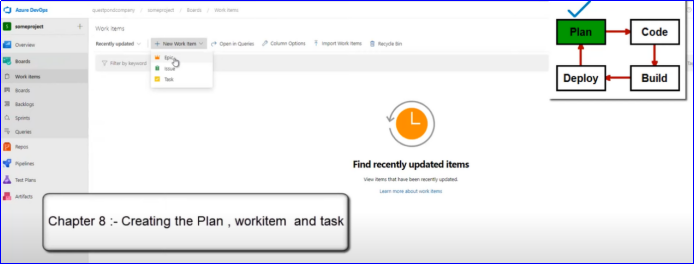 Azure DevOps
questpondcompany / someproject / Boards / Work items
someproject
Overview
Boards
Work items
Boards
Backlogs
Sprints
Queries
Repos
Pipelines
Test Plans
Artifacts
Work items
Recently updated
New Work Item
Open in Queries
Column Options
Import Work Items
Recycle Bin
Filter by keyword
Epic
Issue
Task
Find recently updated items
View items that have been recently updated.
Learn more about work items
Plan
Code
Deploy
Build
Chapter 8 :- Creating the Plan , workitem and task